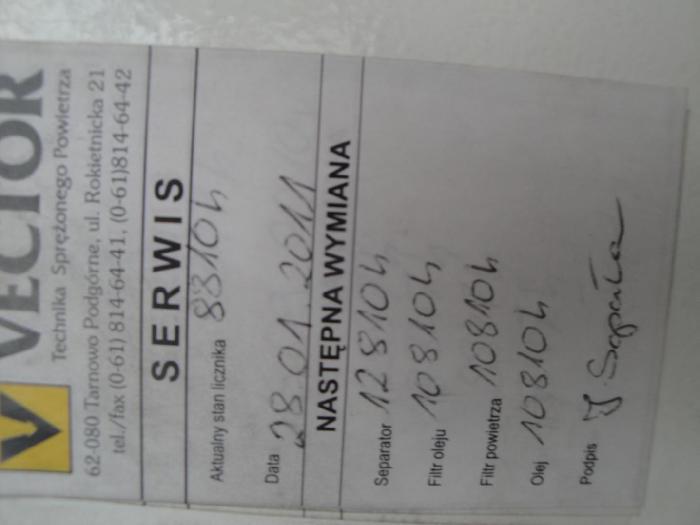 VECTOR
Technika Sprężonego Powietrza
62-080 Tarnowo Podgórne, ul. Rokietnicka 21
tel./fax (0-61) 814-64-41, (0-61)814-64-42
SERWIS
Aktualny stan licznika 8810h
Data 28.01.2011
NASTĘPNA WYMIANA
Separator 12810h
Filtr oleju 10810h
Filtr powietrza 10810h
Olej 10810h
Podpis